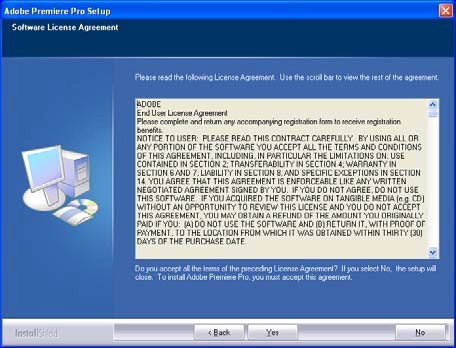 Adobe Premiere Pro Setup
Software License Agreement
Please read the following License Agreement. Use the scroll bar to view the rest of the agreement.
ADOBE
End User License Agreement
Please complete and return any accompanying registration form to receive registration
benefits.
NOTICE TO USER: PLEASE READ THIS CONTRACT CAREFULLY. BY USING ALL OR
ANY PORTION OF THE SOFTWARE YOU ACCEPT ALL THE TERMS AND CONDITIONS
OF THIS AGREEMENT, INCLUDING, IN PARTICULAR THE LIMITATIONS ON: USE
CONTAINED IN SECTION 2; TRANSFERABILITY IN SECTION 4; WARRANTY IN
SECTION 6 AND 7; LIABILITY IN SECTION 8; AND SPECIFIC EXCEPTIONS IN SECTION
14. YOU AGREE THAT THIS AGREEMENT IS ENFORCEABLE LIKE ANY WRITTEN
NEGOTIATED AGREEMENT SIGNED BY YOU. IF YOU DO NOT AGREE, DO NOT USE
THIS SOFTWARE. IF YOU ACQUIRED THE SOFTWARE ON TANGIBLE MEDIA (e.g. CD)
WITHOUT AN OPPORTUNITY TO REVIEW THIS LICENSE AND YOU DO NOT ACCEPT
THIS AGREEMENT, YOU MAY OBTAIN A REFUND OF THE AMOUNT YOU ORIGINALLY
PAID IF YOU: (A) DO NOT USE THE SOFTWARE AND (B) RETURN IT, WITH PROOF OF
PAYMENT, TO THE LOCATION FROM WHICH IT WAS OBTAINED WITHIN THIRTY (30)
DAYS OF THE PURCHASE DATE.
Do you accept all the terms of the preceding License Agreement? If you select No, the setup will
close. To install Adobe Premiere Pro, you must accept this agreement.
InstallShield
< Back Yes No